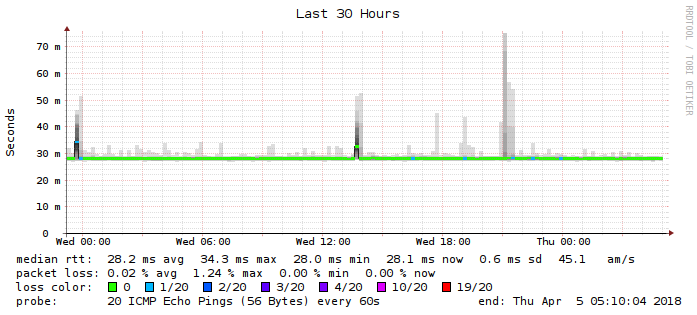 Last 30 Hours
RRDTOOL / TOBI OETIKER
Seconds
70 m
60 m
50 m
40 m
30 m
20 m
10 m
0
Wed 00:00 Wed 06:00 Wed 12:00 Wed 18:00 Thu 00:00
median rtt: 28.2 ms avg 34.3 ms max 28.0 ms min 28.1 ms now 0.6 ms sd 45.1 am/s
packet loss: 0.02 % avg 1.24 % max 0.00 % min 0.00 % now
loss color: 0 1/20 2/20 3/20 4/20 10/20 19/20
probe: 20 ICMP Echo Pings (56 Bytes) every 60s end: Thu Apr 5 05:10:04 2018